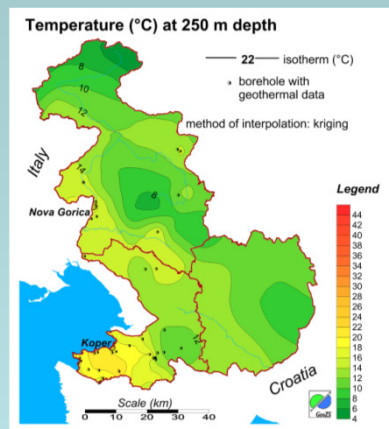 Temperature (°C) at 250 m depth
22 isotherm (°C)
borehole with
geothermal data
method of interpolation: kriging
8
10
12
14
8
Italy
Nova Gorica
Koper
Croatia
Legend
44
42
40
38
36
34
32
30
28
26
24
22
20
18
16
14
12
10
8
6
4
Scale (km)
0 10 20 30 40
GeoZS